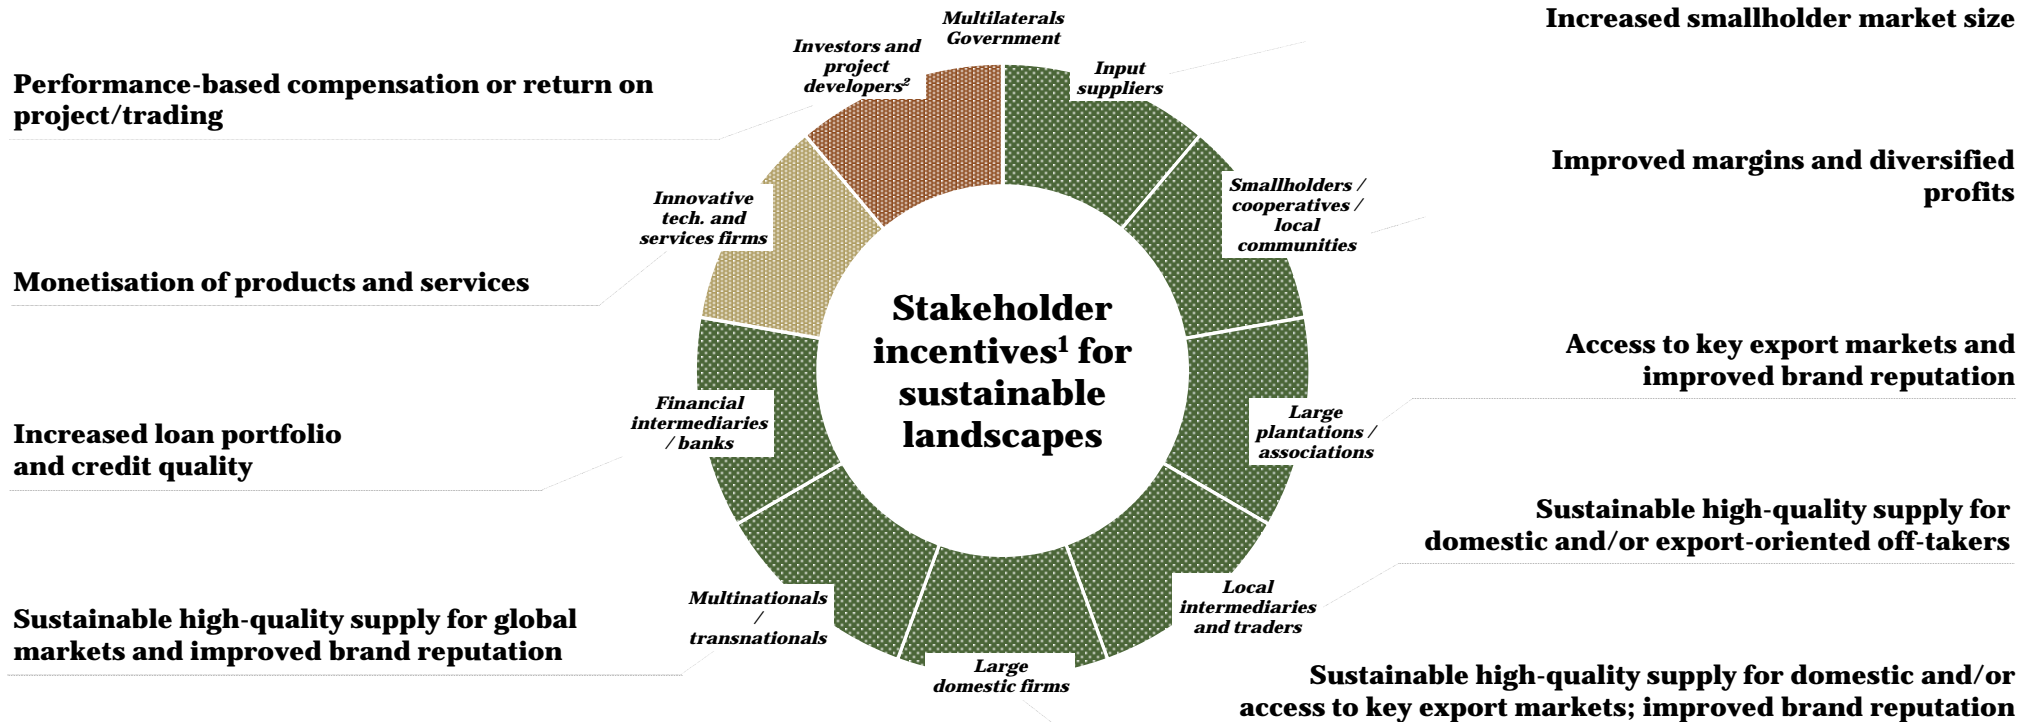 Multilaterals
Government
Increased smallholder market size
Investors and
project
developers²
Input
suppliers
Performance-based compensation or return on
project/trading
Improved margins and diversified
profits
Innovative
tech. and
services firms
Smallholders /
cooperatives /
local
communities
Monetisation of products and services
Stakeholder
incentives¹ for
sustainable
landscapes
Access to key export markets and
improved brand reputation
Financial
intermediaries
/ banks
Large
plantations /
associations
Increased loan portfolio
and credit quality
Sustainable high-quality supply for
domestic and/or export-oriented off-takers
Multinationals
/
transnationals
Local
intermediaries
and traders
Sustainable high-quality supply for global
markets and improved brand reputation
Large
domestic firms
Sustainable high-quality supply for domestic and/or
access to key export markets; improved brand reputation